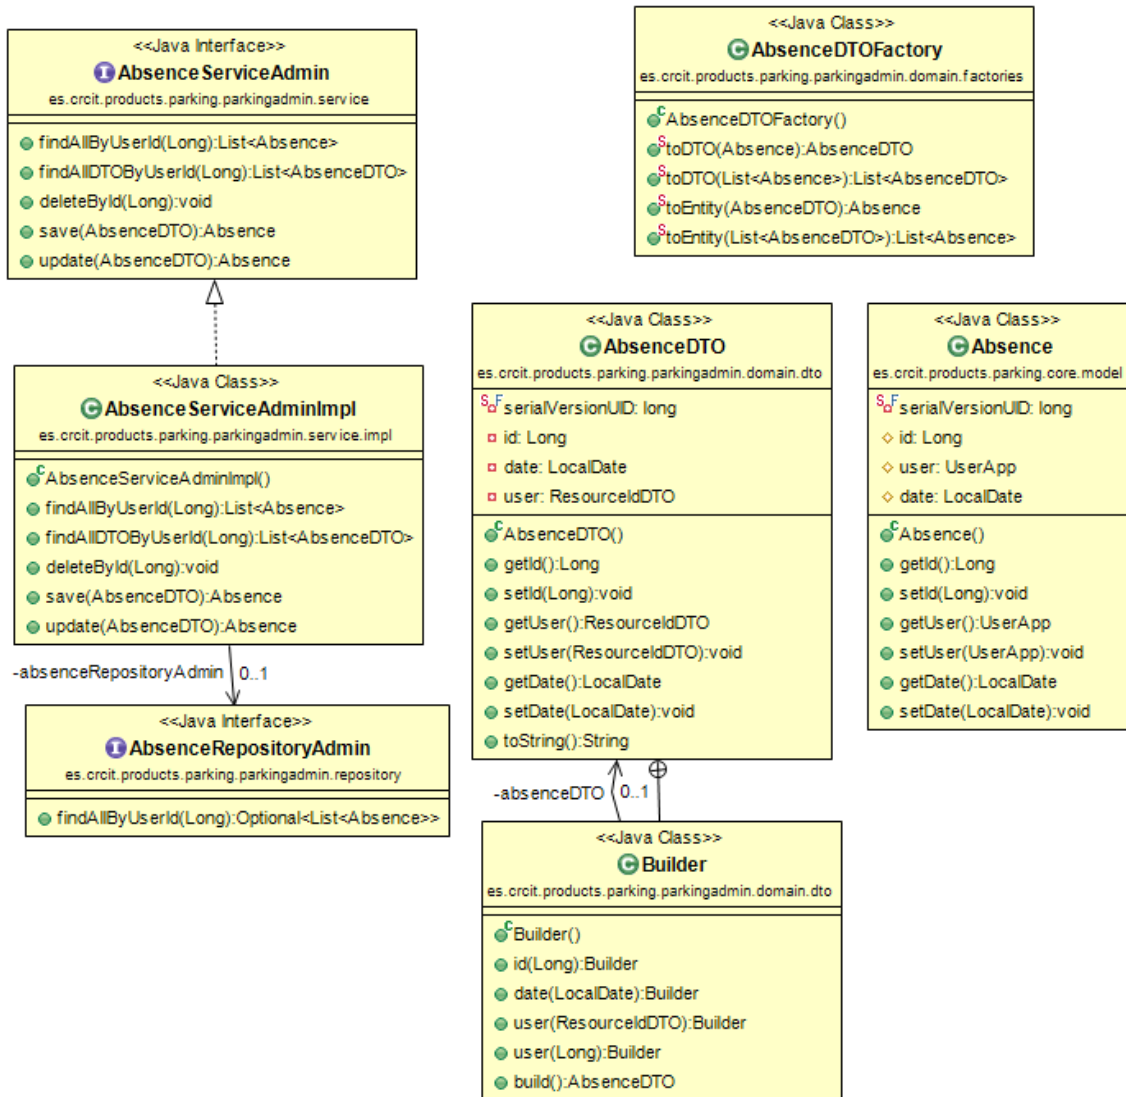 <<Java Interface>>
AbsenceServiceAdmin
es.crcit.products.parking.parkingadmin.service
findAllByUserId(Long):List<Absence>
findAllDTOByUserId(Long):List<AbsenceDTO>
deleteById(Long):void
save(AbsenceDTO):Absence
update(AbsenceDTO):Absence
<<Java Class>>
AbsenceDTOFactory
es.crcit.products.parking.parkingadmin.domain.factories
AbsenceDTOFactory()
toDTO(Absence):AbsenceDTO
toDTO(List<Absence>):List<AbsenceDTO>
toEntity(AbsenceDTO):Absence
toEntity(List<AbsenceDTO>):List<Absence>
<<Java Class>>
AbsenceServiceAdminImpl
es.crcit.products.parking.parkingadmin.service.impl
AbsenceServiceAdminImpl()
findAllByUserId(Long):List<Absence>
findAllDTOByUserId(Long):List<AbsenceDTO>
deleteById(Long):void
save(AbsenceDTO):Absence
update(AbsenceDTO):Absence
-absenceRepositoryAdmin 0..1
<<Java Interface>>
AbsenceRepositoryAdmin
es.crcit.products.parking.parkingadmin.repository
findAllByUserId(Long):Optional<List<Absence>>
<<Java Class>>
AbsenceDTO
es.crcit.products.parking.parkingadmin.domain.dto
serialVersionUID: long
id: Long
date: LocalDate
user: ResourceIdDTO
AbsenceDTO()
getId():Long
setId(Long):void
getUser():ResourceIdDTO
setUser(ResourceIdDTO):void
getDate():LocalDate
setDate(LocalDate):void
toString():String
<<Java Class>>
Absence
es.crcit.products.parking.core.model
serialVersionUID: long
id: Long
user: UserApp
date: LocalDate
Absence()
getId():Long
setId(Long):void
getUser():UserApp
setUser(UserApp):void
getDate():LocalDate
setDate(LocalDate):void
-absenceDTO 0..1
<<Java Class>>
Builder
es.crcit.products.parking.parkingadmin.domain.dto
Builder()
id(Long):Builder
date(LocalDate):Builder
user(ResourceIdDTO):Builder
user(Long):Builder
build():AbsenceDTO